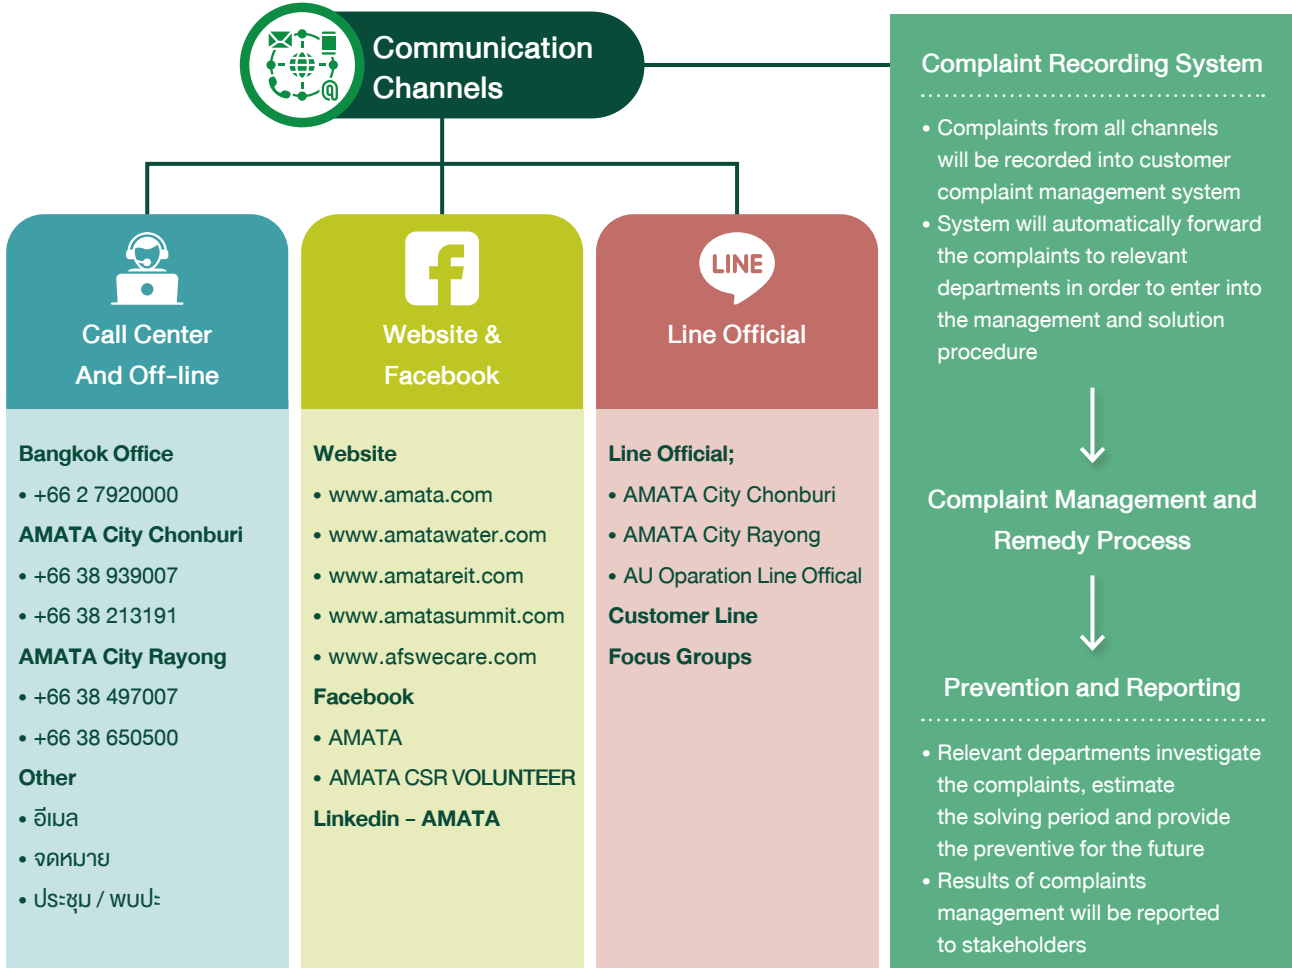 Communication
Channels
@
Call Center
And Off-line
Bangkok Office
• +66 2 7920000
AMATA City Chonburi
• +66 38 939007
• +66 38 213191
AMATA City Rayong
• +66 38 497007
• +66 38 650500
Other
• อีเมล
• จดหมาย
• ประชุม / พบปะ
f
Website &
Facebook
Website
• www.amata.com
• www.amatawater.com
• www.amatareit.com
• www.amatasummit.com
• www.afswecare.com
Facebook
• AMATA
• AMATA CSR VOLUNTEER
Linkedin – AMATA
LINE
Line Official
Line Official;
• AMATA City Chonburi
• AMATA City Rayong
• AU Oparation Line Offical
Customer Line
Focus Groups
Complaint Recording System
• Complaints from all channels
will be recorded into customer
complaint management system
• System will automatically forward
the complaints to relevant
departments in order to enter into
the management and solution
procedure
Complaint Management and
Remedy Process
Prevention and Reporting
• Relevant departments investigate
the complaints, estimate
the solving period and provide
the preventive for the future
• Results of complaints
management will be reported
to stakeholders